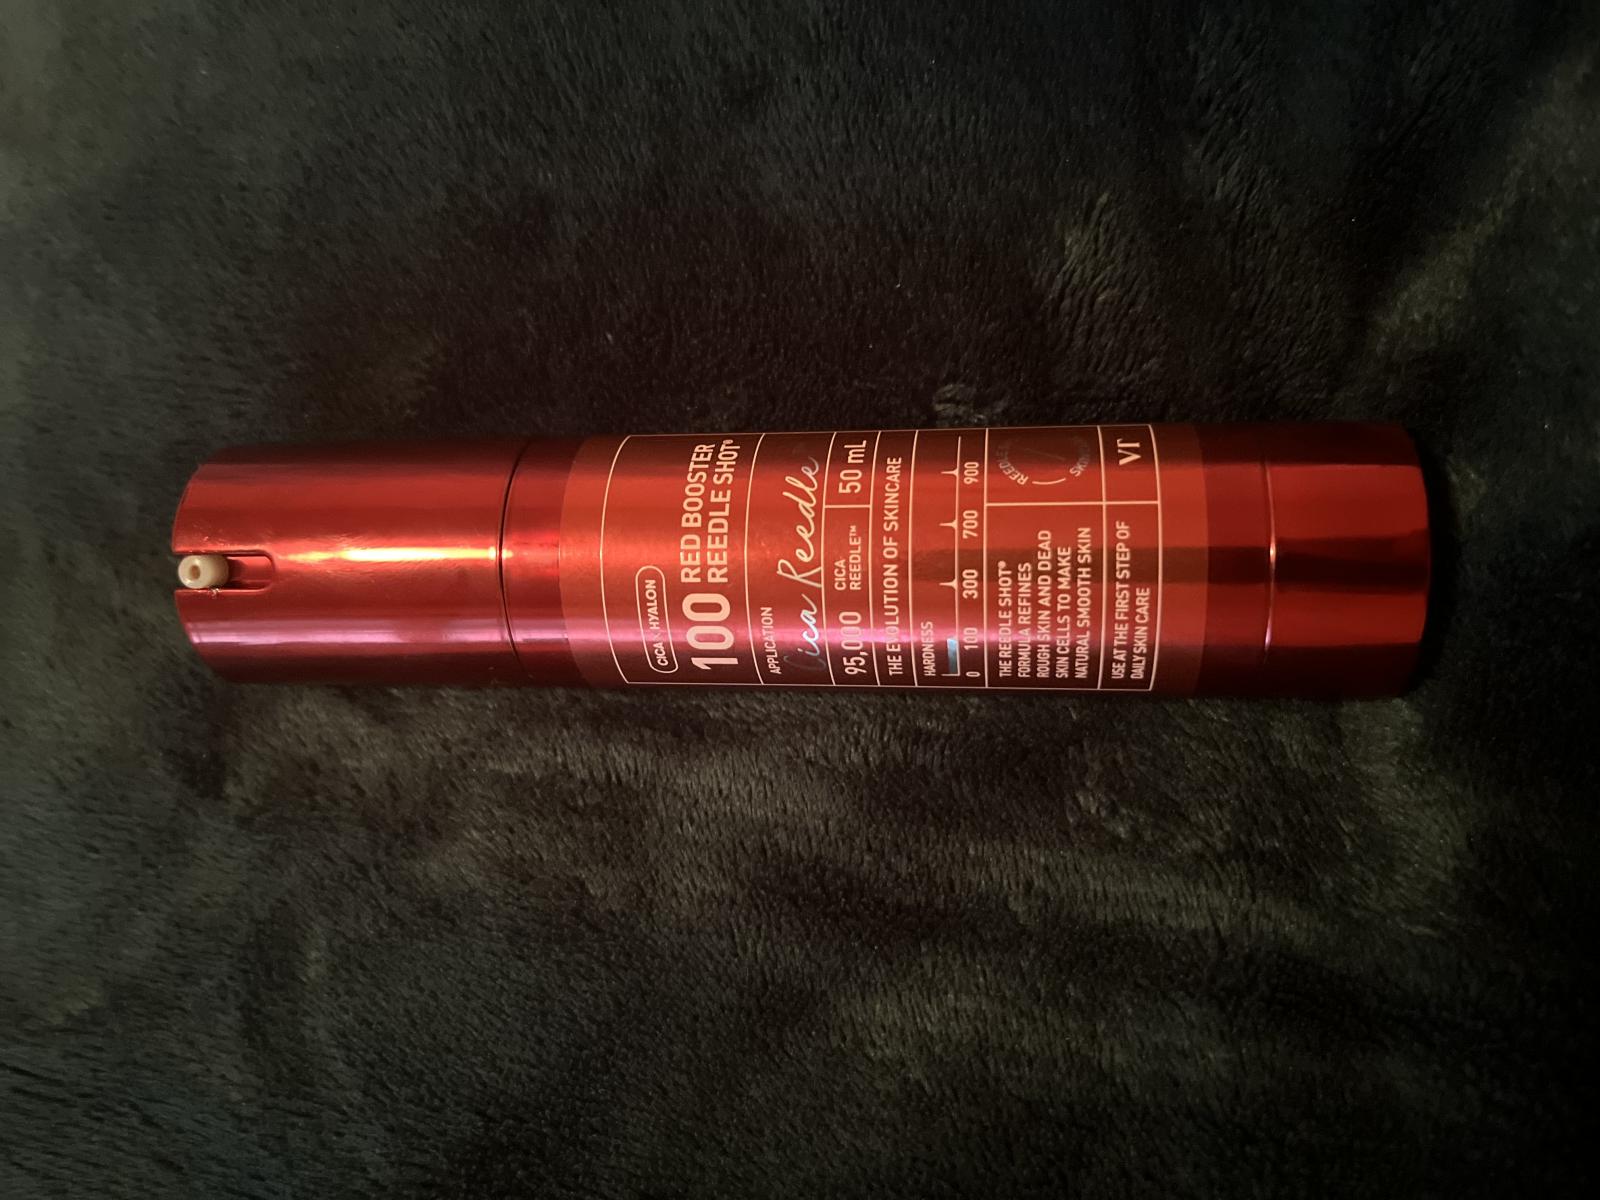 CICA HYALON
100 RED BOOSTER
REEDLE SHOT®
APPLICATION
Cica Reedle
95,000 CICA REEDLE™ 50 mL
THE EVOLUTION OF SKINCARE
HARDNESS
0 100 300 700 900
THE REEDLE SHOT®
FORMULA REFINES
ROUGH SKIN AND DEAD
SKIN CELLS TO MAKE
NATURAL SMOOTH SKIN
REEDLE
USE AT THE FIRST STEP OF
DAILY SKIN CARE
VT